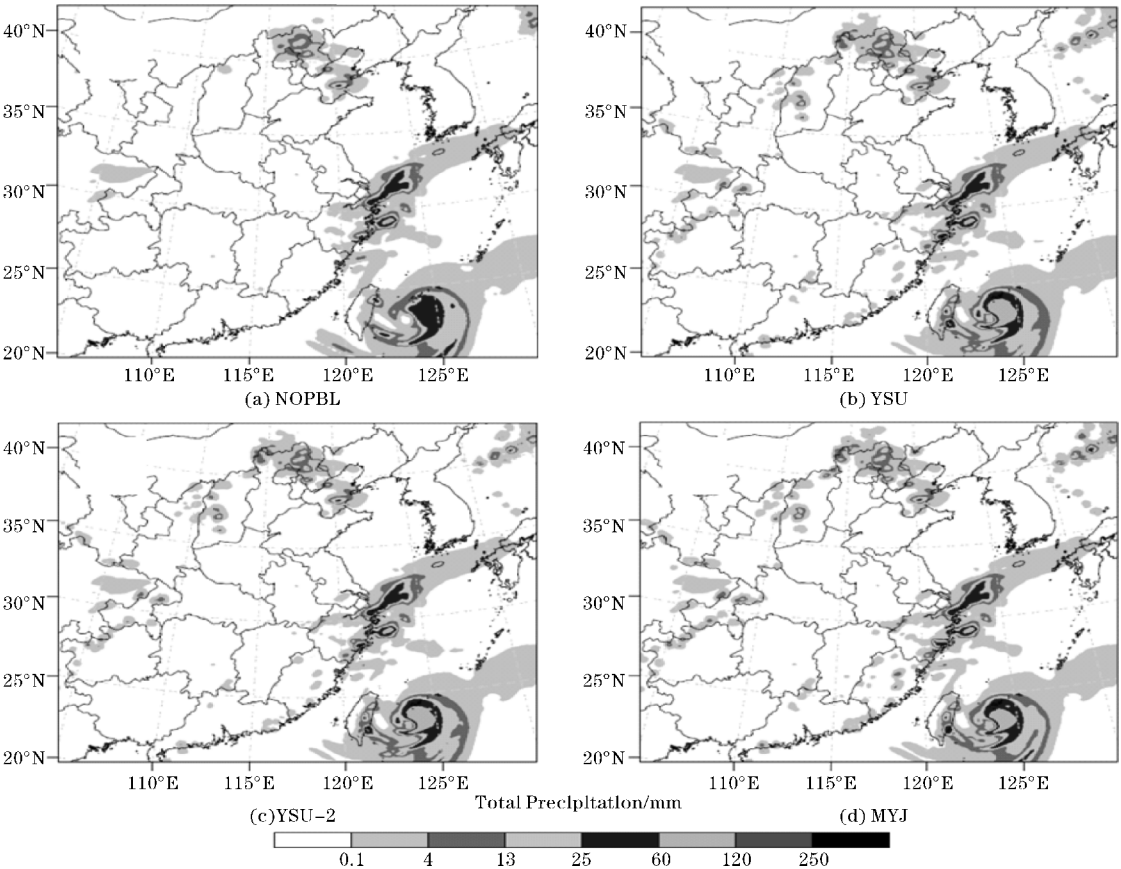 40°N
35°N
30°N
25°N
20°N
110°E 115°E 120°E 125°E
(a) NOPBL
40°N
35°N
30°N
25°N
20°N
110°E 115°E 120°E 125°E
(b) YSU
40°N
35°N
30°N
25°N
20°N
110°E 115°E 120°E 125°E
(c)YSU-2
40°N
35°N
30°N
25°N
20°N
110°E 115°E 120°E 125°E
(d) MYJ
Total Precipitation/mm
0.1 4 13 25 60 120 250